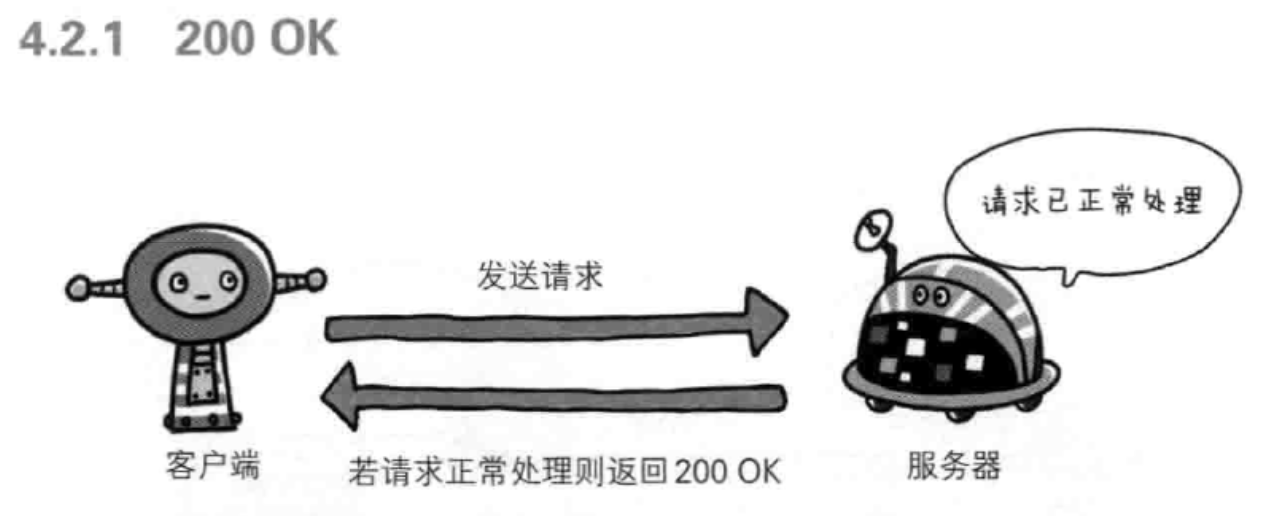 4.2.1 200 OK
请求已正常处理
发送请求
客户端
若请求正常处理则返回200 OK
服务器